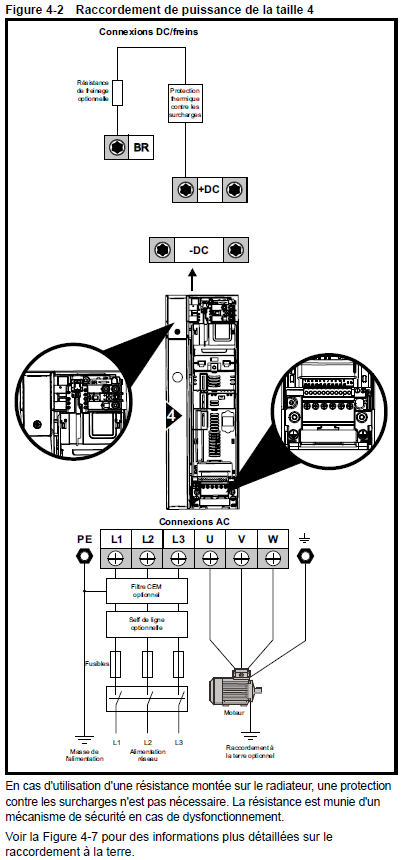 Figure 4-2 Raccordement de puissance de la taille 4
Connexions DC/freins
Résistance
de freinage
optionnelle
Protection
thermique
contre les
surcharges
BR
+DC
-DC
4
Connexions AC
PE L1 L2 L3 U V W
Filtre CEM
optionnel
Self de ligne
optionnelle
Fusibles
L1 L2 L3
Masse de
l'alimentation
Alimentation
réseau
Moteur
Raccordement à
la terre optionnel
En cas d'utilisation d'une résistance montée sur le radiateur, une protection
contre les surcharges n'est pas nécessaire. La résistance est munie d'un
mécanisme de sécurité en cas de dysfonctionnement.
Voir la Figure 4-7 pour des informations plus détaillées sur le
raccordement à la terre.